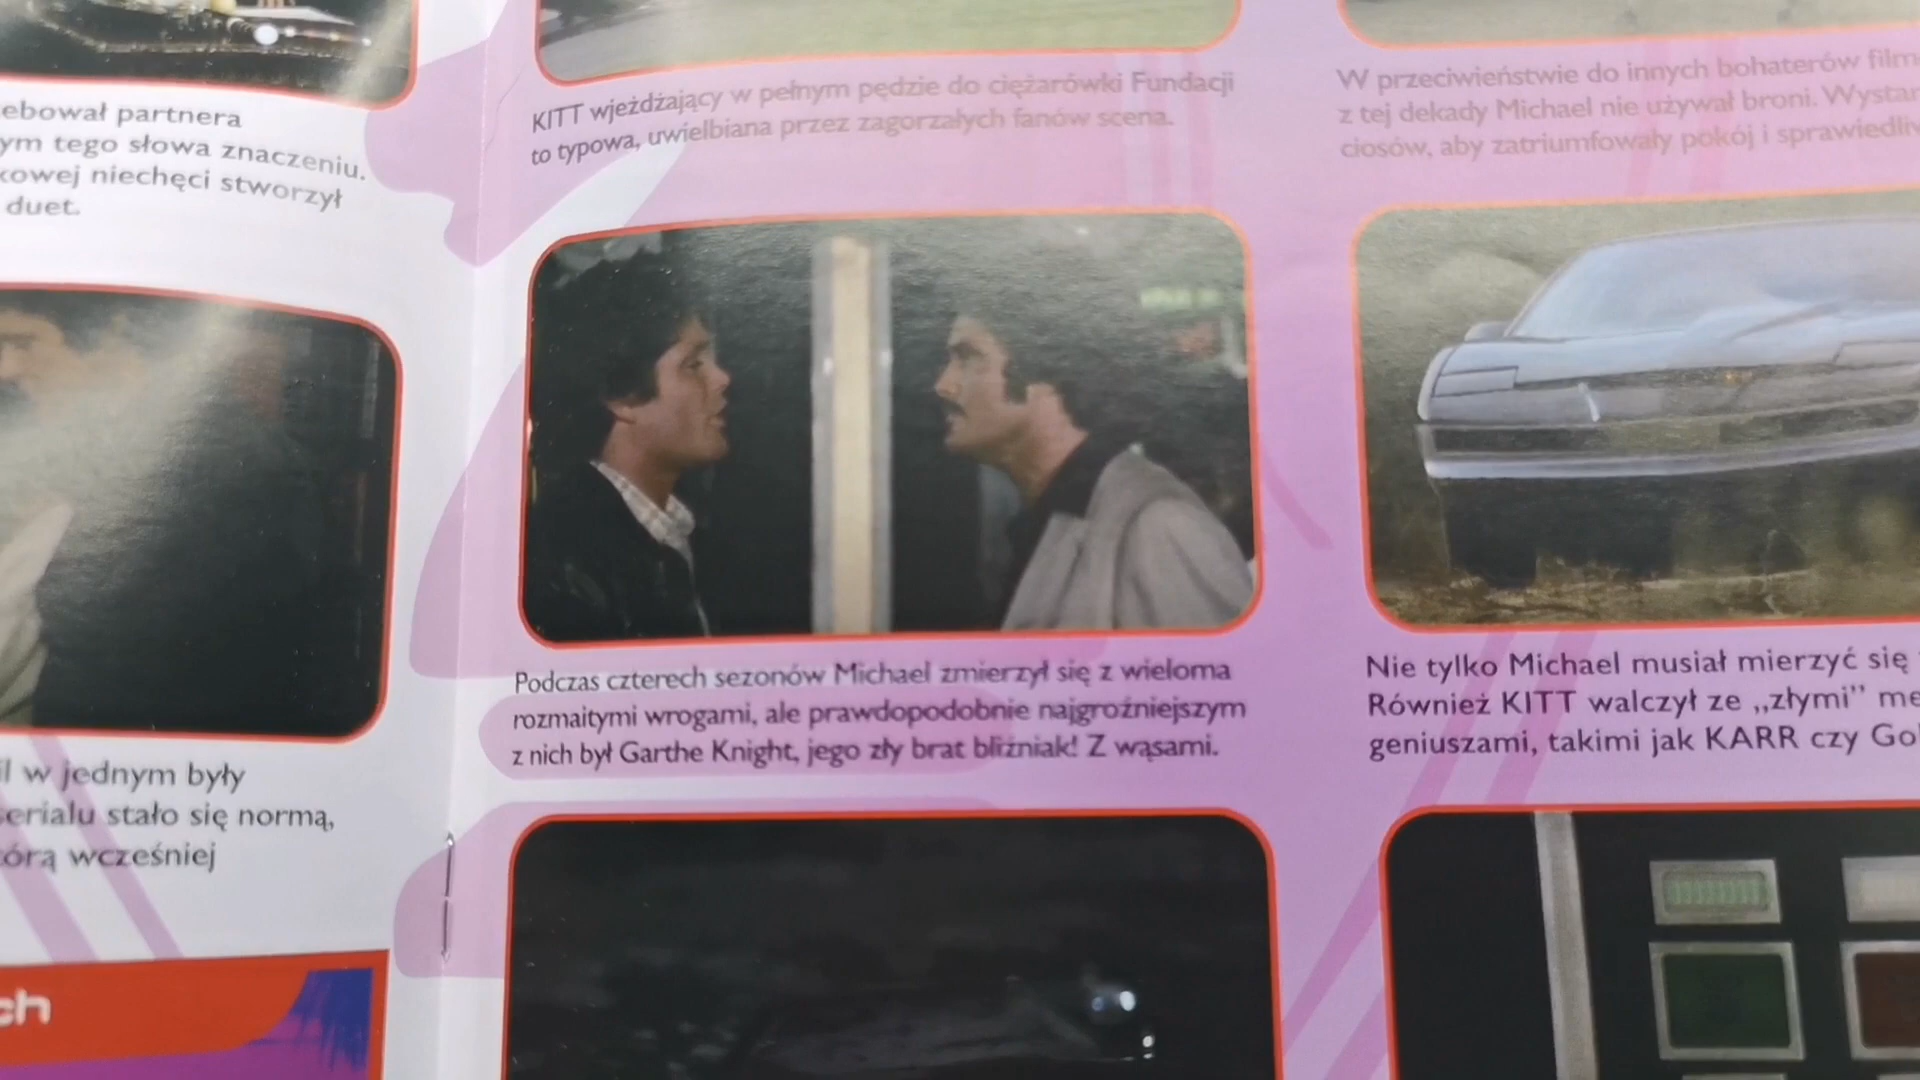 ebował partnera
ym tego słowa znaczeniu.
kowej niechęci stworzył
duet.
KITT wjeżdżający w pełnym pędzie do ciężarówki Fundacji
to typowa, uwielbiana przez zagorzałych fanów scena.
W przeciwieństwie do innych bohaterów film
z tej dekady Michael nie używał broni. Wystar
ciosów, aby zatriumfowały pokój i sprawiedliw
l w jednym były
erialu stało się normą,
órą wcześniej
Podczas czterech sezonów Michael zmierzył się z wieloma
rozmaitymi wrogami, ale prawdopodobnie najgroźniejszym
z nich był Garthe Knight, jego zły brat bliźniak! Z wąsami.
Nie tylko Michael musiał mierzyć się
Również KITT walczył ze „złymi” me
geniuszami, takimi jak KARR czy Go
ch